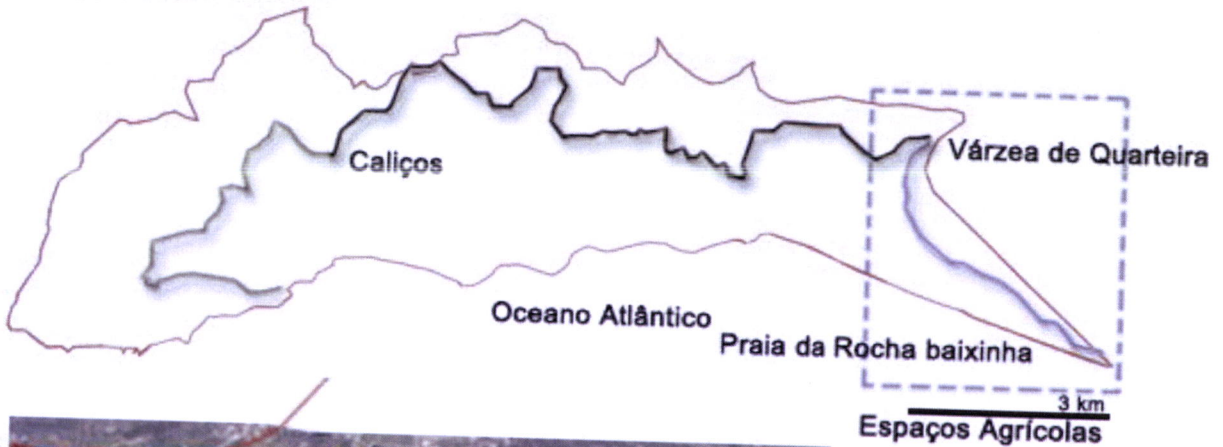 Caliços
Várzea de Quarteira
Oceano Atlântico
Praia da Rocha baixinha
3 km
Espaços Agrícolas